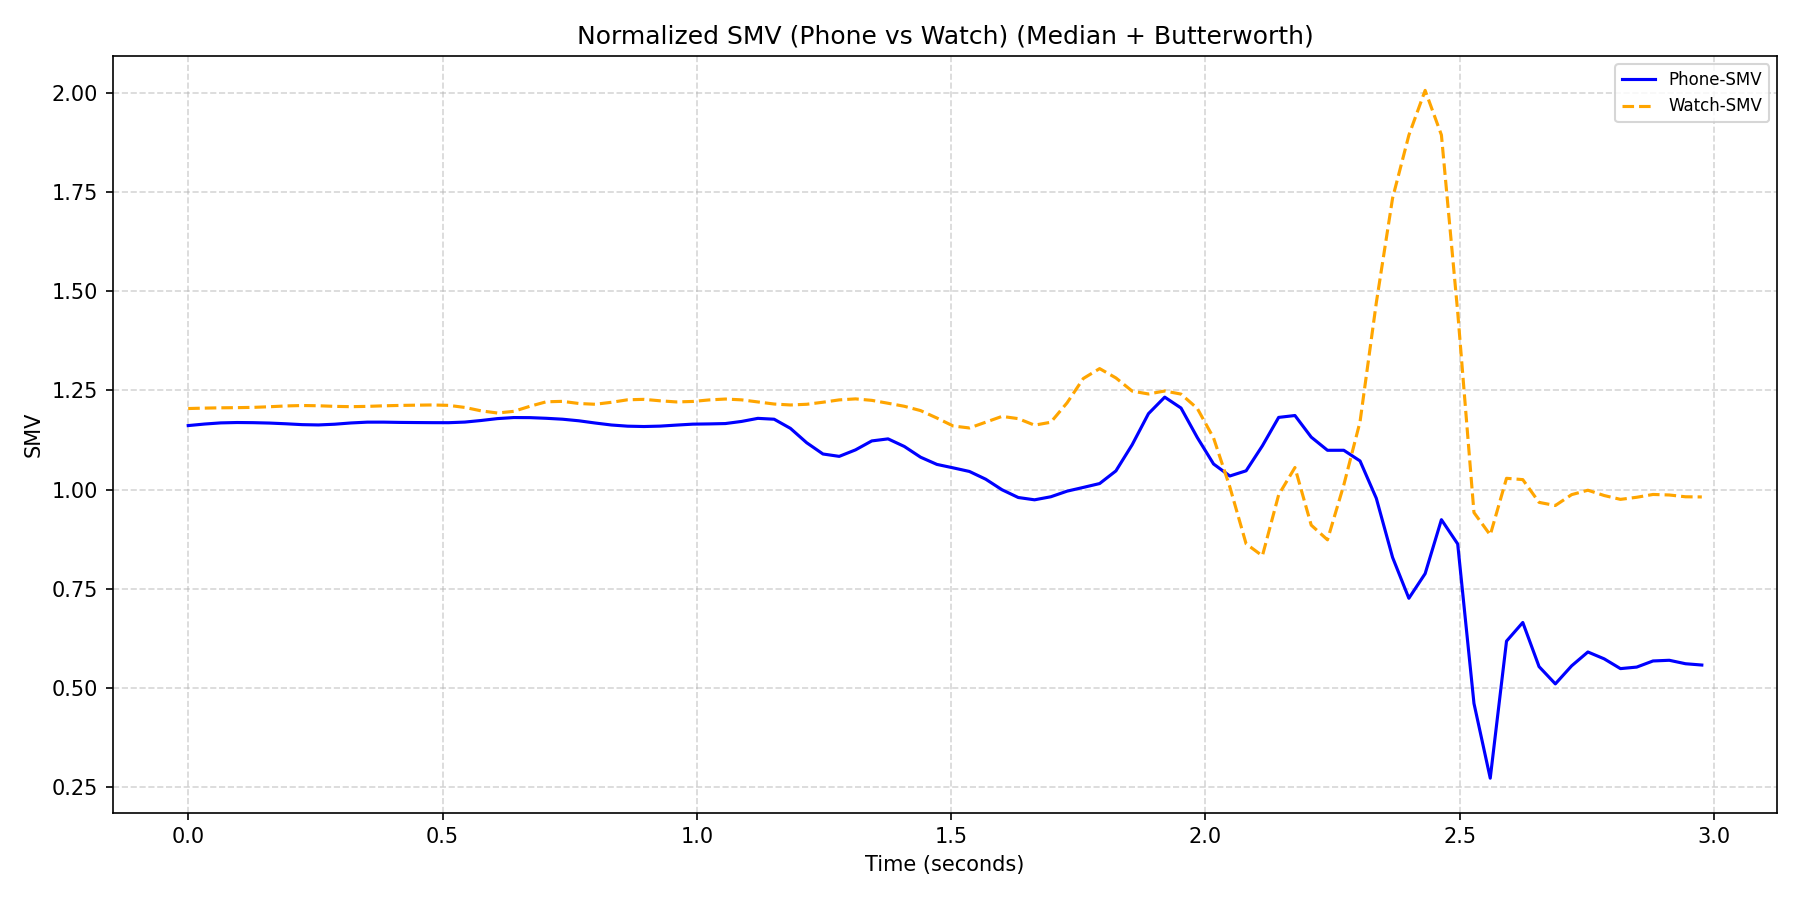 Normalized SMV (Phone vs Watch) (Median + Butterworth)
Phone-SMV
Watch-SMV
SMV
2.00
1.75
1.50
1.25
1.00
0.75
0.50
0.25
0.0 0.5 1.0 1.5 2.0 2.5 3.0
Time (seconds)